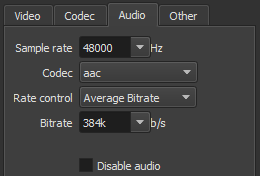 Video Codec Audio Other
Sample rate 48000 Hz
Codec aac
Rate control Average Bitrate
Bitrate 384k b/s
Disable audio